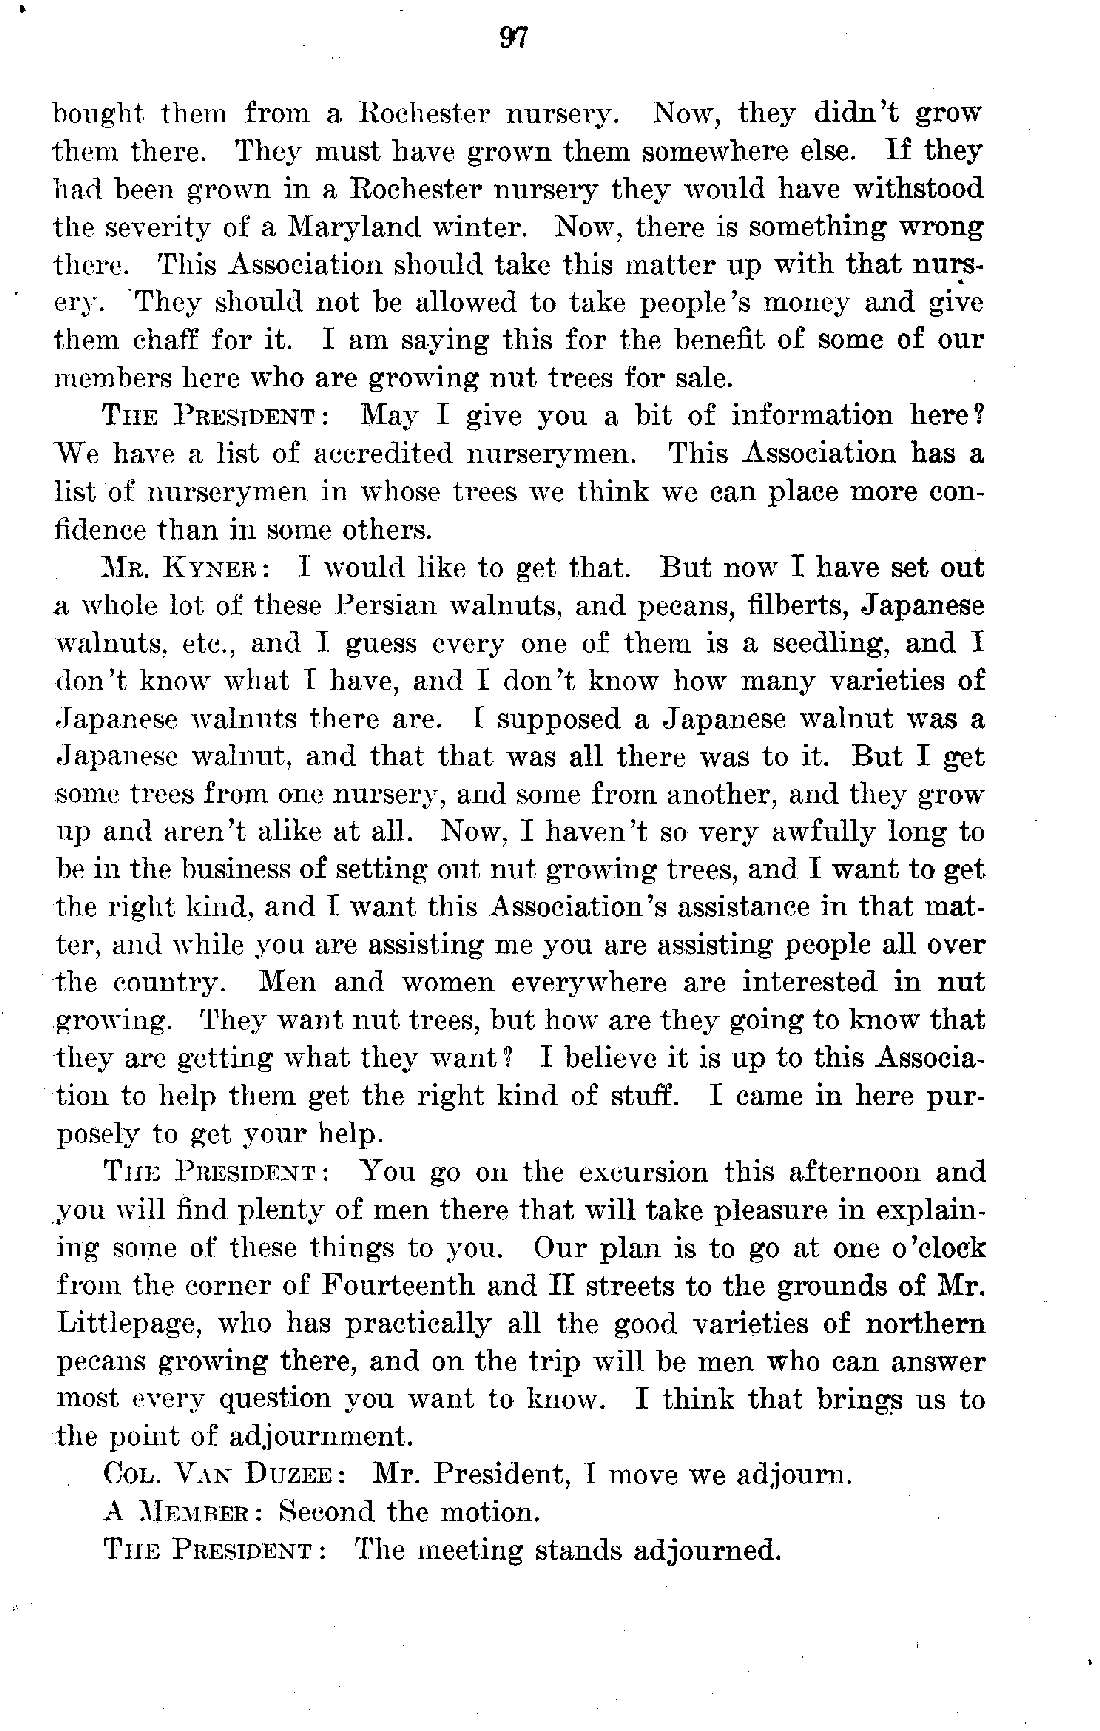 97
bought them from a Rochester nursery. Now, they didn't grow
them there. They must have grown them somewhere else. If they
had been grown in a Rochester nursery they would have withstood
the severity of a Maryland winter. Now, there is something wrong
there. This Association should take this matter up with that nurs-
ery. They should not be allowed to take people's money and give
them chaff for it. I am saying this for the benefit of some of our
members here who are growing nut trees for sale.
THE PRESIDENT: May I give you a bit of information here?
We have a list of accredited nurserymen. This Association has a
list of nurserymen in whose trees we think we can place more con-
fidence than in some others.
MR. KYNER: I would like to get that. But now I have set out
a whole lot of these Persian walnuts, and pecans, filberts, Japanese
walnuts, etc., and I guess every one of them is a seedling, and I
don't know what I have, and I don't know how many varieties of
Japanese walnuts there are. I supposed a Japanese walnut was a
Japanese walnut, and that that was all there was to it. But I get
some trees from one nursery, and some from another, and they grow
up and aren't alike at all. Now, I haven't so very awfully long to
be in the business of setting out nut growing trees, and I want to get
the right kind, and I want this Association's assistance in that mat-
ter, and while you are assisting me you are assisting people all over
the country. Men and women everywhere are interested in nut
growing. They want nut trees, but how are they going to know that
they are getting what they want? I believe it is up to this Associa-
tion to help them get the right kind of stuff. I came in here pur-
posely to get your help.
THE PRESIDENT: You go on the excursion this afternoon and
you will find plenty of men there that will take pleasure in explain-
ing some of these things to you. Our plan is to go at one o'clock
from the corner of Fourteenth and H streets to the grounds of Mr.
Littlepage, who has practically all the good varieties of northern
pecans growing there, and on the trip will be men who can answer
most every question you want to know. I think that brings us to
the point of adjournment.
COL. VAN DUZEE: Mr. President, I move we adjourn.
A MEMBER: Second the motion.
THE PRESIDENT: The meeting stands adjourned.